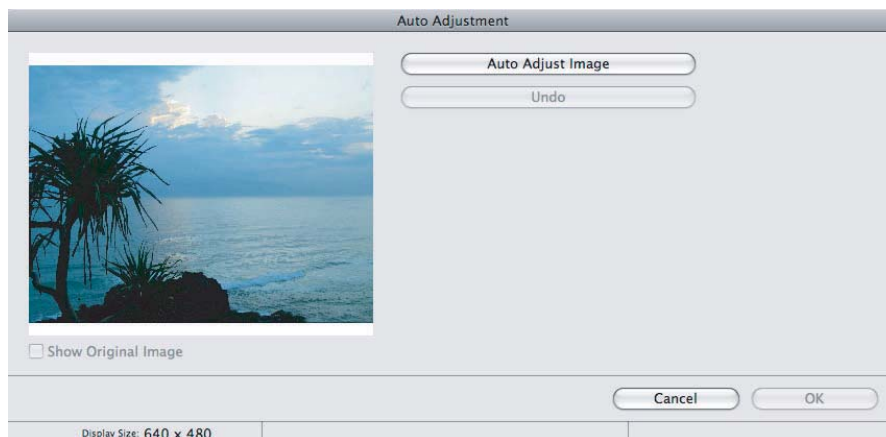 Auto Adjustment
Auto Adjust Image
Undo
Show Original Image
Cancel
OK
Display Size: 640 x 480